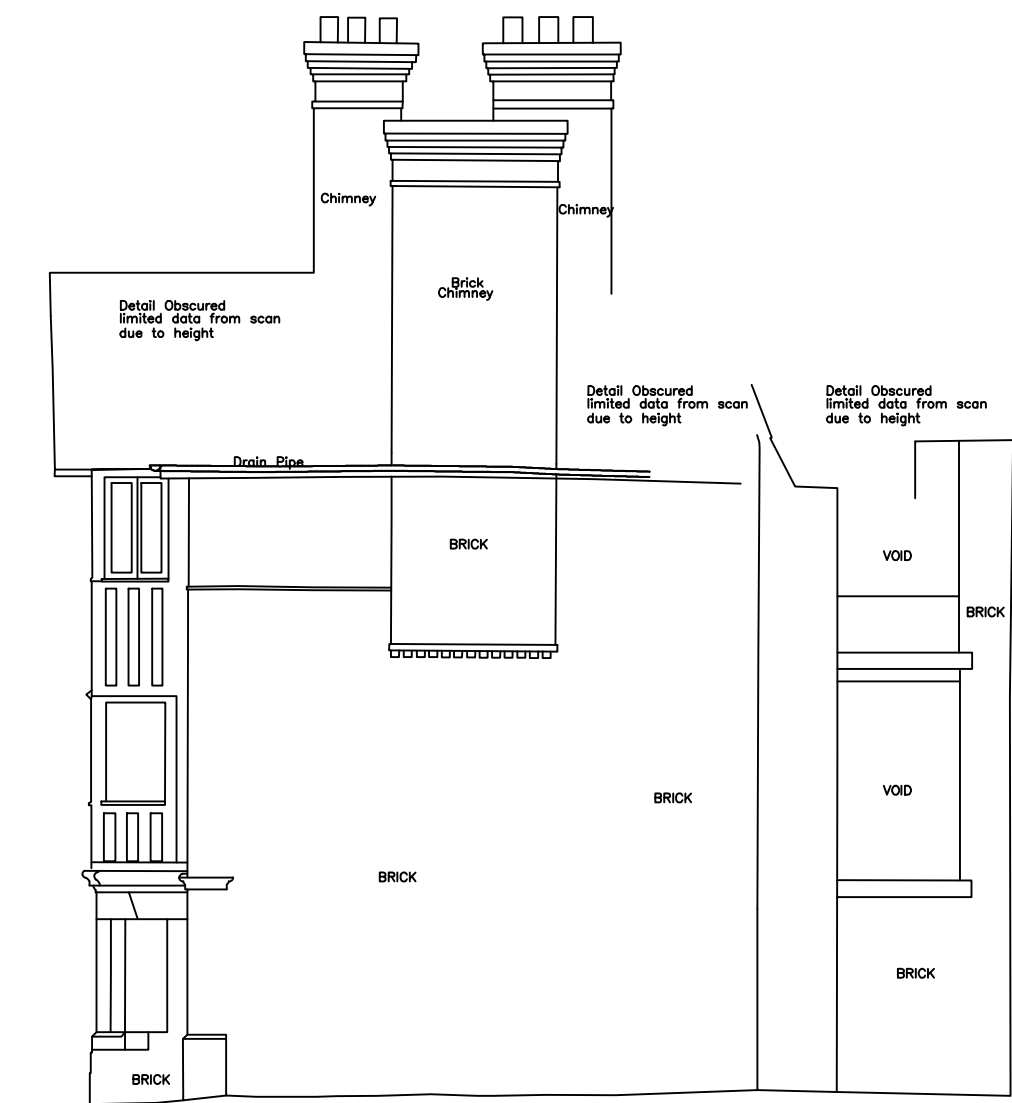 Chimney
Chimney
Brick
Chimney
Detail Obscured
limited data from scan
due to height
Detail Obscured
limited data from scan
due to height
Detail Obscured
limited data from scan
due to height
Drain Pipe
BRICK
VOID
BRICK
VOID
BRICK
BRICK
BRICK
BRICK